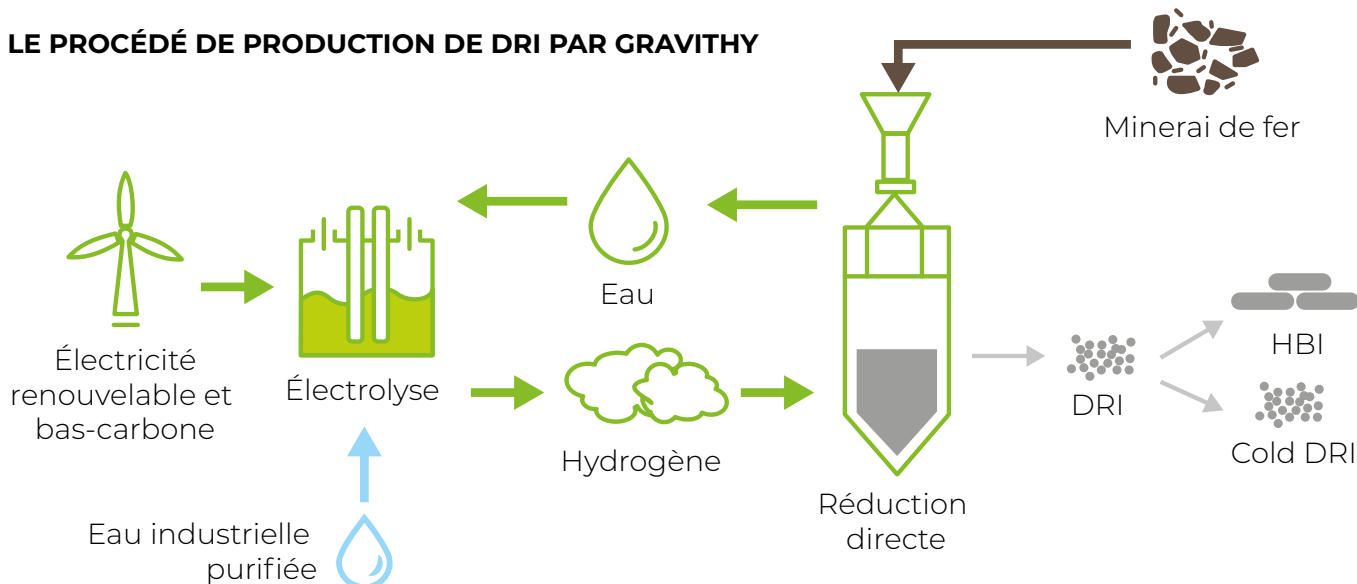 LE PROCÉDÉ DE PRODUCTION DE DRI PAR GRAVITHY
Minerai de fer
Eau
Électricité
renouvelable et
bas-carbone
Électrolyse
Hydrogène
Réduction
directe
DRI
HBI
Cold DRI
Eau industrielle
purifiée